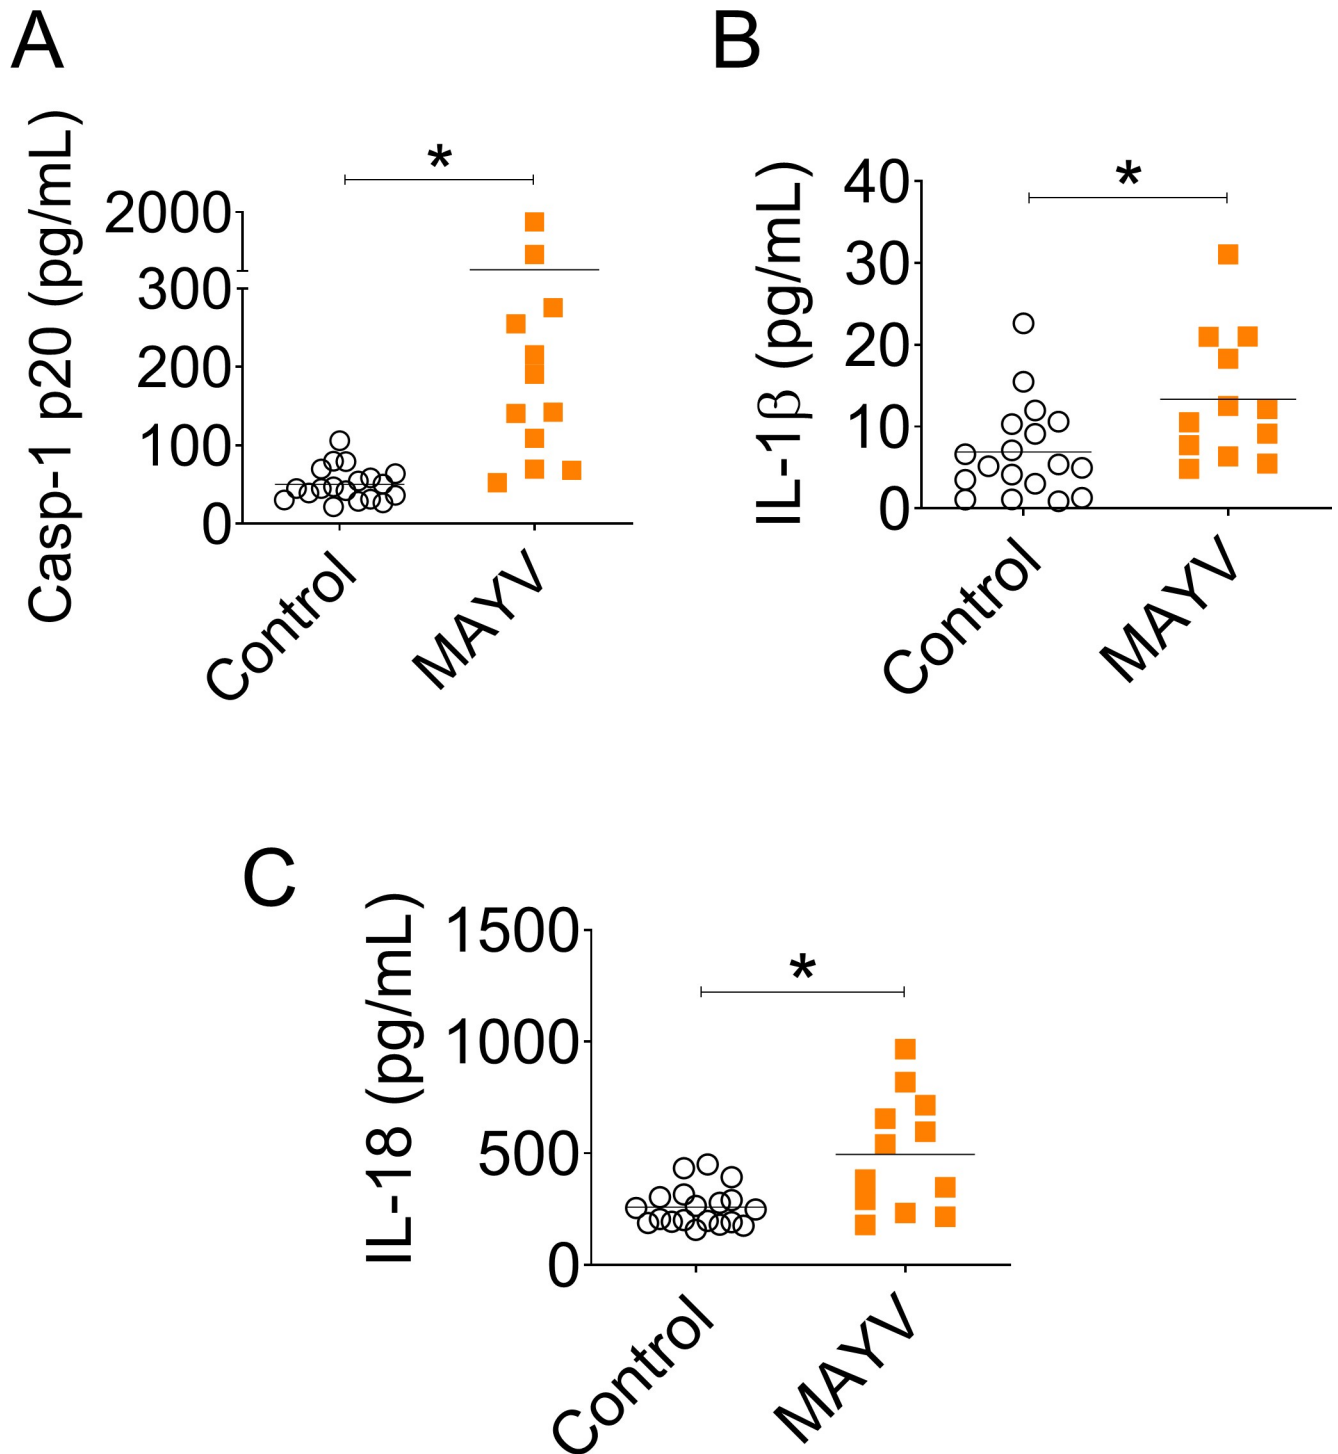 A
Casp-1 p20 (pg/mL)
2000
300
200
100
0
*
Control
MAYV
B
IL-1β (pg/mL)
40
30
20
10
0
*
Control
MAYV
C
IL-18 (pg/mL)
1500
1000
500
0
*
Control
MAYV